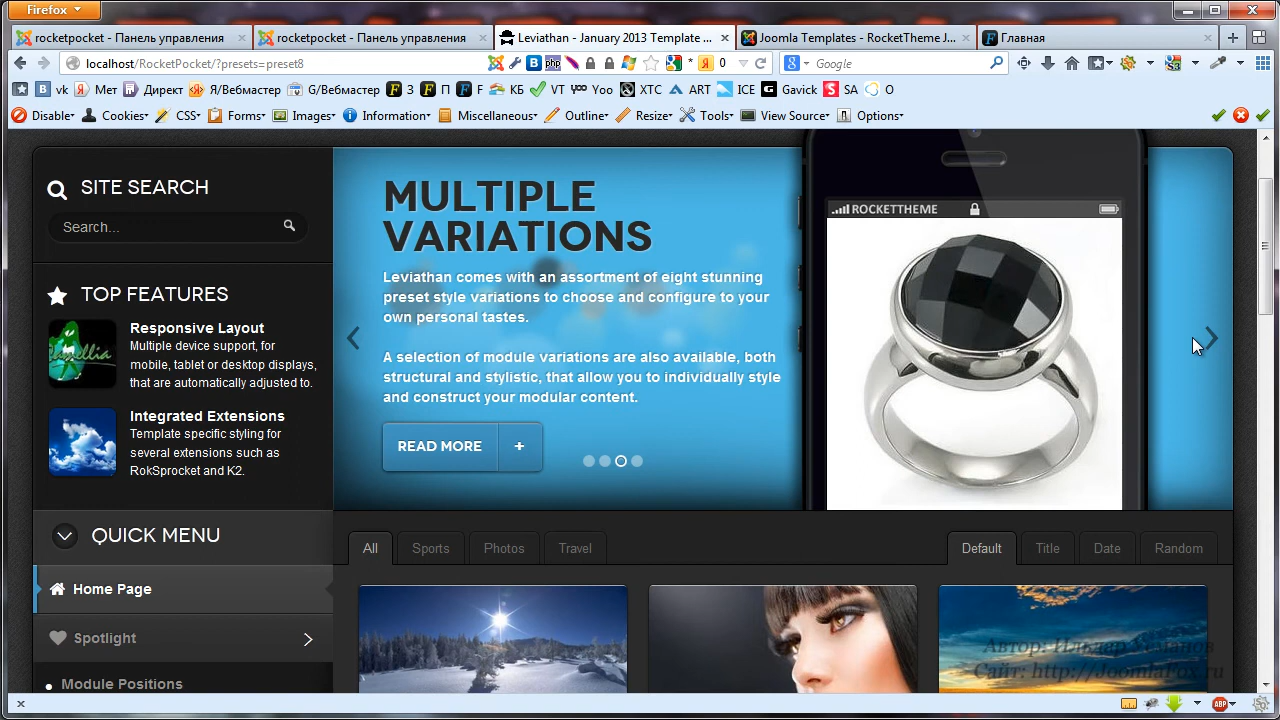 Firefox
rocketpocket - Панель управления
rocketpocket - Панель управления
Leviathan - January 2013 Template ...
Joomla Templates - RocketTheme J...
Главная
localhost/RocketPocket/?presets=preset8
0
Google
vk
Мет
Директ
Я/Вебмастер
G/Вебмастер
З
П
F
КБ
VT
Yoo
XTC
ART
ICE
Gavick
SA
O
Disable
Cookies
CSS
Forms
Images
Information
Miscellaneous
Outline
Resize
Tools
View Source
Options
SITE SEARCH
Search...
TOP FEATURES
Responsive Layout
Multiple device support, for
mobile, tablet or desktop displays,
that are automatically adjusted to.
Integrated Extensions
Template specific styling for
several extensions such as
RokSprocket and K2.
QUICK MENU
Home Page
Spotlight
Module Positions
MULTIPLE
VARIATIONS
Leviathan comes with an assortment of eight stunning
preset style variations to choose and configure to your
own personal tastes.
A selection of module variations are also available, both
structural and stylistic, that allow you to individually style
and construct your modular content.
READ MORE +
ROCKETTHEME
All
Sports
Photos
Travel
Default
Title
Date
Random
Автор:
Сайт: http://JoomlaFox.ru